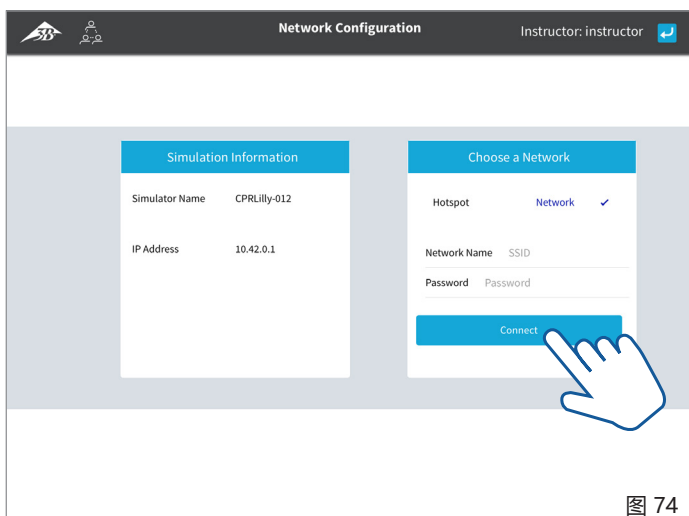 3B
Network Configuration
Instructor: instructor
Simulation Information
Simulator Name CPRLilly-012
IP Address 10.42.0.1
Choose a Network
Hotspot Network ✓
Network Name SSID
Password Password
Connect
图 74